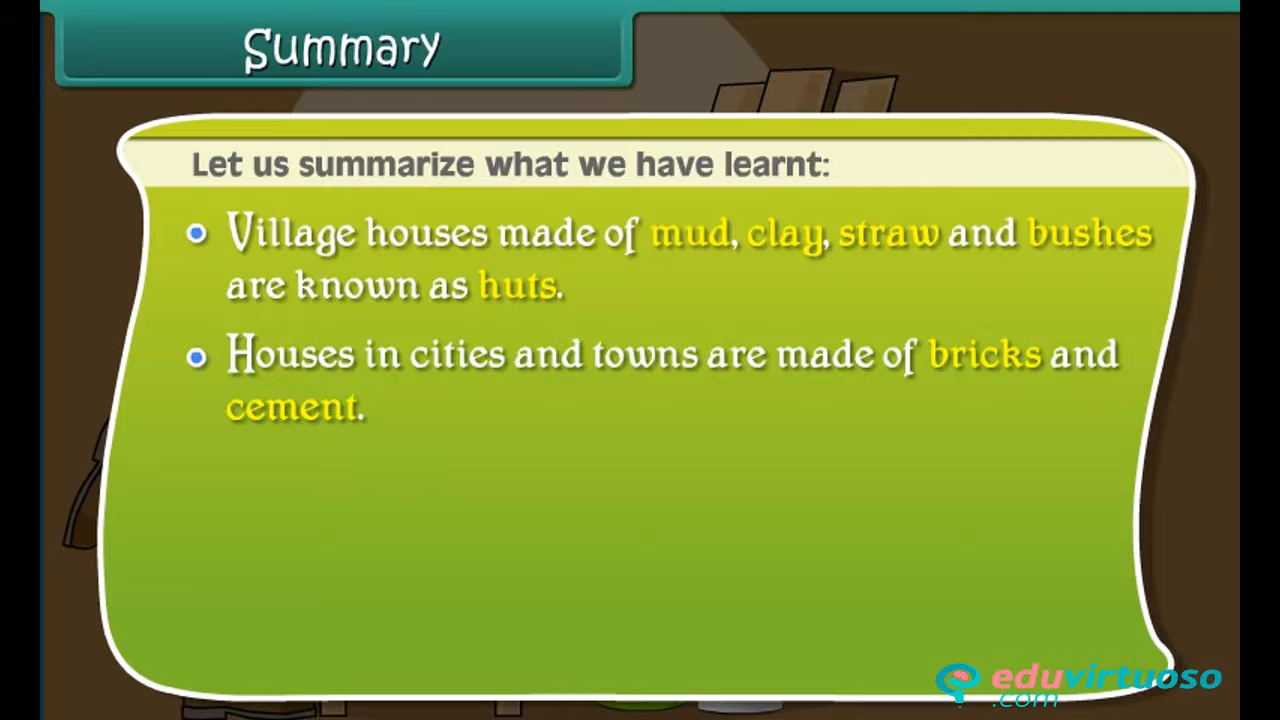 Summary
Let us summarize what we have learnt:
Village houses made of mud, clay, straw and bushes
are known as huts.
Houses in cities and towns are made of bricks and
cement.
eduvirtuoso
.com